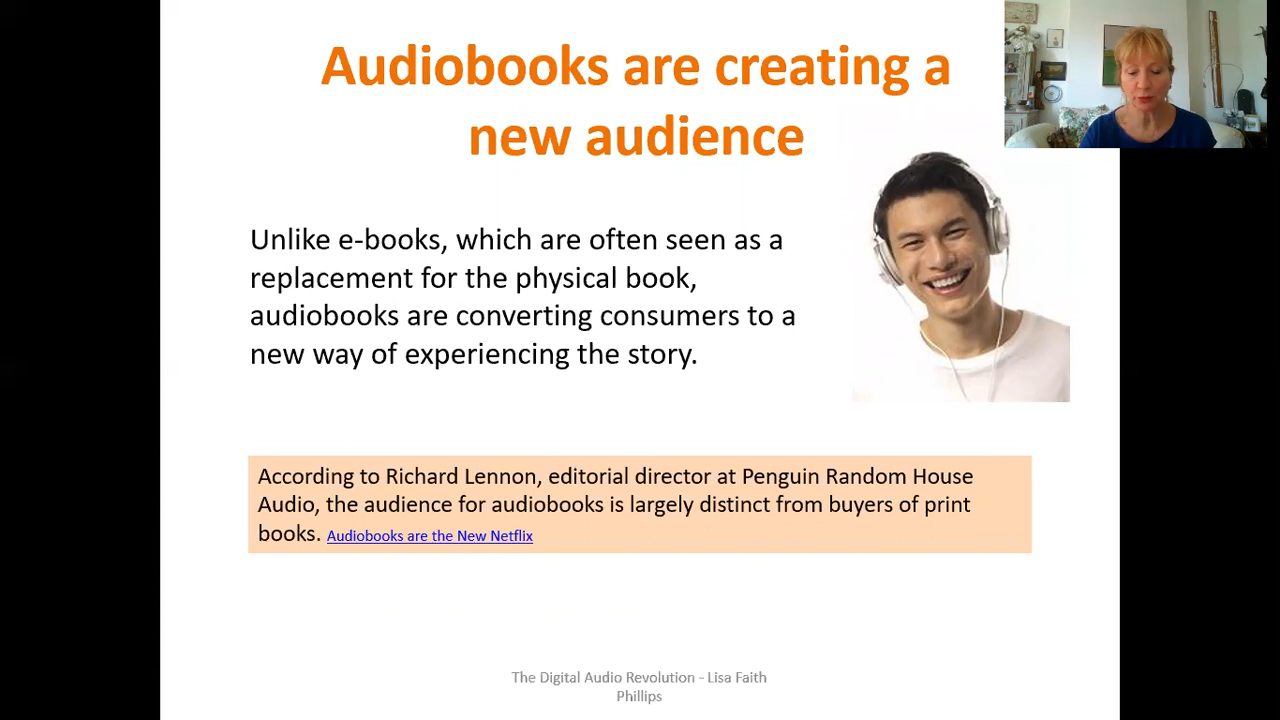 Audiobooks are creating a
new audience
Unlike e-books, which are often seen as a
replacement for the physical book,
audiobooks are converting consumers to a
new way of experiencing the story.
According to Richard Lennon, editorial director at Penguin Random House
Audio, the audience for audiobooks is largely distinct from buyers of print
books. Audiobooks are the New Netflix
The Digital Audio Revolution - Lisa Faith
Phillips